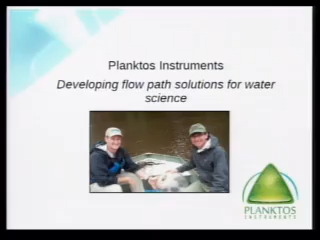 Planktos Instruments
Developing flow path solutions for water
science
PLANKTOS
INSTRUMENTS